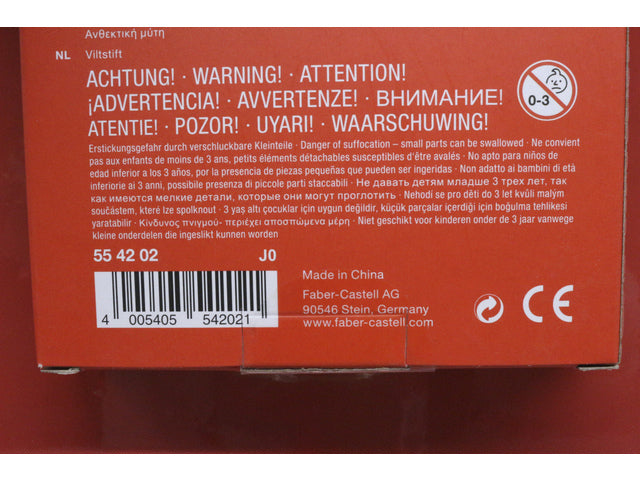 Ανθεκτική μύτη
NL Viltstift
ACHTUNG! · WARNING! · ATTENTION!
¡ADVERTENCIA! · AVVERTENZE! · ВНИМАНИЕ!
ATENTIE! · POZOR! · UYARI! · WAARSCHUWING!
0-3
Erstickungsgefahr durch verschluckbare Kleinteile · Danger of suffocation – small parts can be swallowed · Ne convient
pas aux enfants de moins de 3 ans, petits éléments détachables susceptibles d'être avalés · No apto para niños de
edad inferior a los 3 años, por la presencia de piezas pequeñas que pueden ser ingeridas · Non adatto ai bambini di età
inferiorie ai 3 anni, possibile presenza di piccole parti staccabili · Не давать детям младше 3 трех лет, так
как имеются мелкие детали, которые они могут проглотить · Nehodí se pro děti do 3 let kvůli malým
součástem, které lze spolknout · 3 yaş altı çocuklar için uygun değildir, küçük parçalar içerdiği için boğulma tehlikesi
yaratabilir · Κίνδυνος πνιγμού- περιέχει αποσπώμενα μέρη · Niet geschikt voor kinderen onder de 3 jaar vanwege
kleine onderdelen die ingeslikt kunnen worden
55 42 02 J0
4 005405 542021
Made in China
Faber-Castell AG
90546 Stein, Germany
www.faber-castell.com
CE